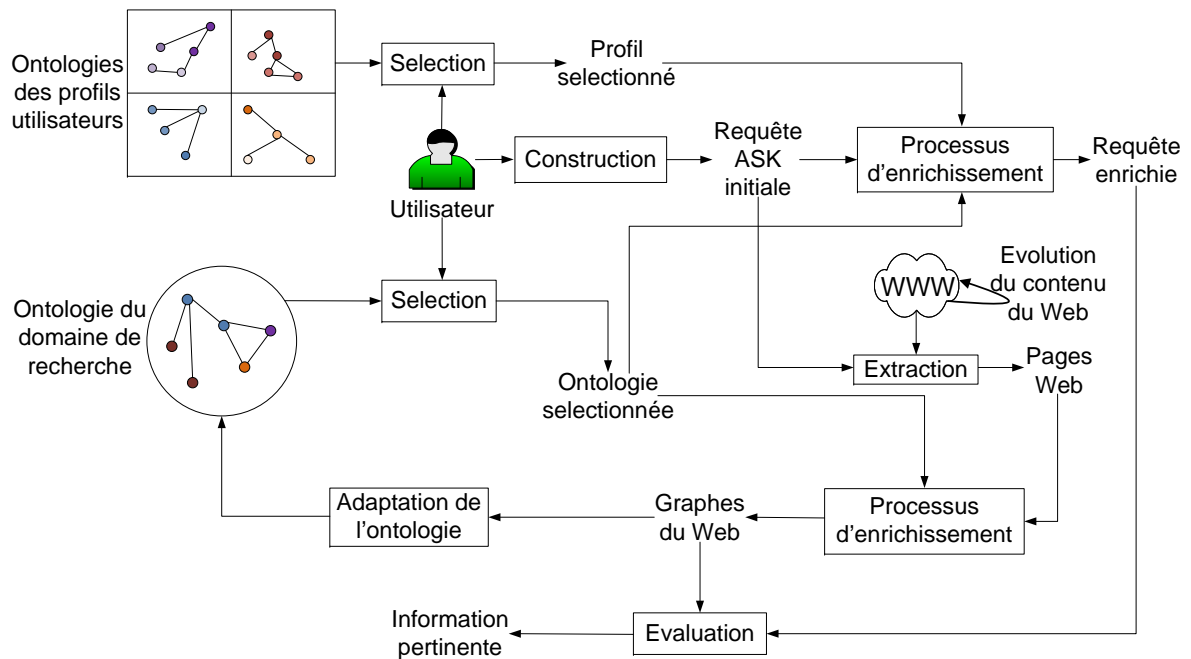 Ontologies
des profils
utilisateurs
Selection
Profil
selectionné
Construction
Requête
ASK
initiale
Processus
d'enrichissement
Requête
enrichie
Utilisateur
Ontologie du
domaine de
recherche
Selection
WWW
Evolution
du contenu
du Web
Extraction
Pages
Web
Ontologie
selectionnée
Adaptation de
l'ontologie
Graphes
du Web
Processus
d'enrichissement
Information
pertinente
Evaluation